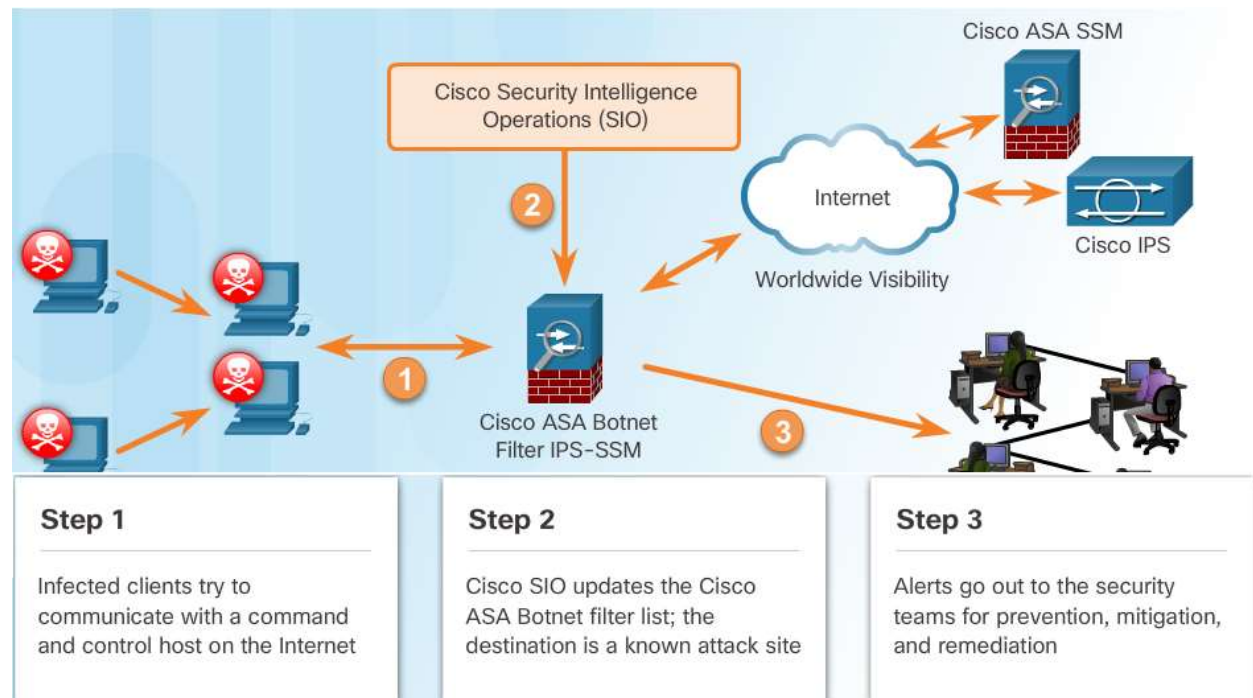 Cisco ASA SSM
Cisco Security Intelligence
Operations (SIO)
2
Internet
Cisco IPS
Worldwide Visibility
1
Cisco ASA Botnet
Filter IPS-SSM
3
Step 1
Infected clients try to
communicate with a command
and control host on the Internet
Step 2
Cisco SIO updates the Cisco
ASA Botnet filter list; the
destination is a known attack site
Step 3
Alerts go out to the security
teams for prevention, mitigation,
and remediation